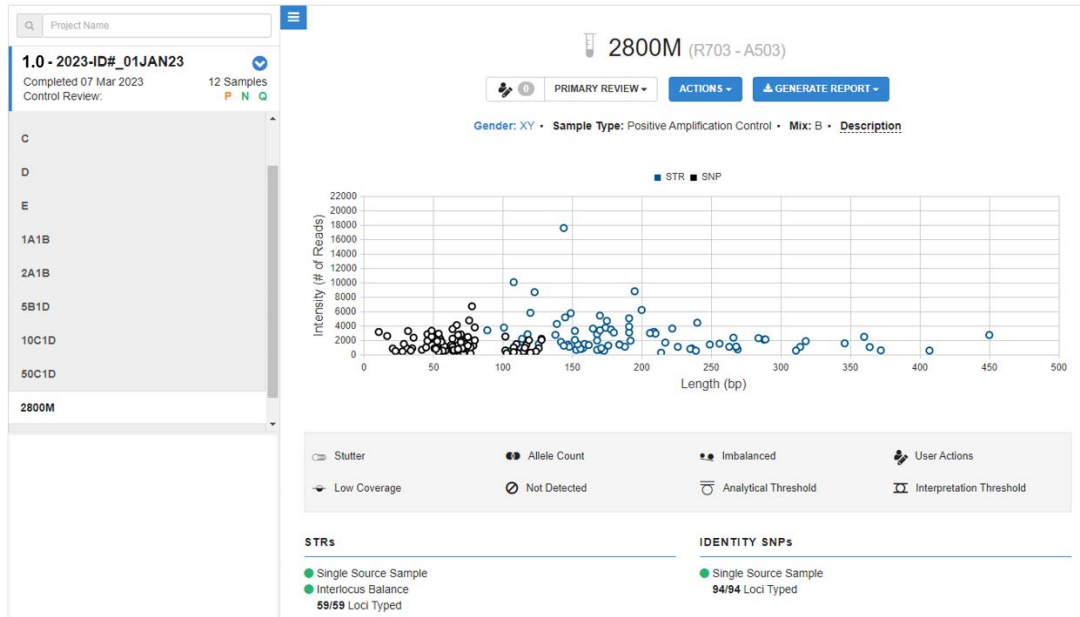 Project Name
1.0 - 2023-ID#_01JAN23
Completed 07 Mar 2023 12 Samples
Control Review: P N Q
C
D
E
1A1B
2A1B
5B1D
10C1D
50C1D
2800M
2800M (R703 - A503)
0 PRIMARY REVIEW ACTIONS GENERATE REPORT
Gender: XY • Sample Type: Positive Amplification Control • Mix: B • Description
STR SNP
Intensity (# of Reads)
22000
20000
18000
16000
14000
12000
10000
8000
6000
4000
2000
0
0 50 100 150 200 250 300 350 400 450 500
Length (bp)
Stutter Allele Count Imbalanced User Actions
Low Coverage Not Detected Analytical Threshold Interpretation Threshold
STRs
Single Source Sample
Interlocus Balance
59/59 Loci Typed
IDENTITY SNPs
Single Source Sample
94/94 Loci Typed